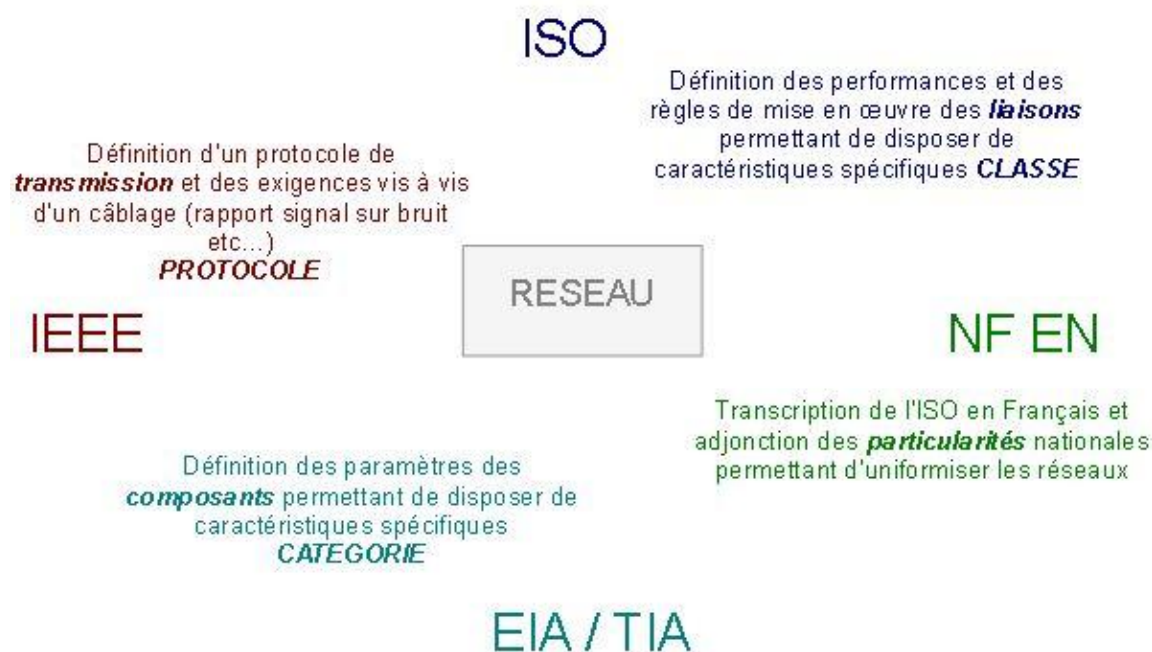 ISO
Définition des performances et des
règles de mise en œuvre des liaisons
permettant de disposer de
caractéristiques spécifiques CLASSE
Définition d'un protocole de
transmission et des exigences vis à vis
d'un câblage (rapport signal sur bruit
etc...)
PROTOCOLE
RESEAU
IEEE
NF EN
Transcription de l'ISO en Français et
adjonction des particularités nationales
permettant d'uniformiser les réseaux
Définition des paramètres des
composants permettant de disposer de
caractéristiques spécifiques
CATEGORIE
EIA / TIA